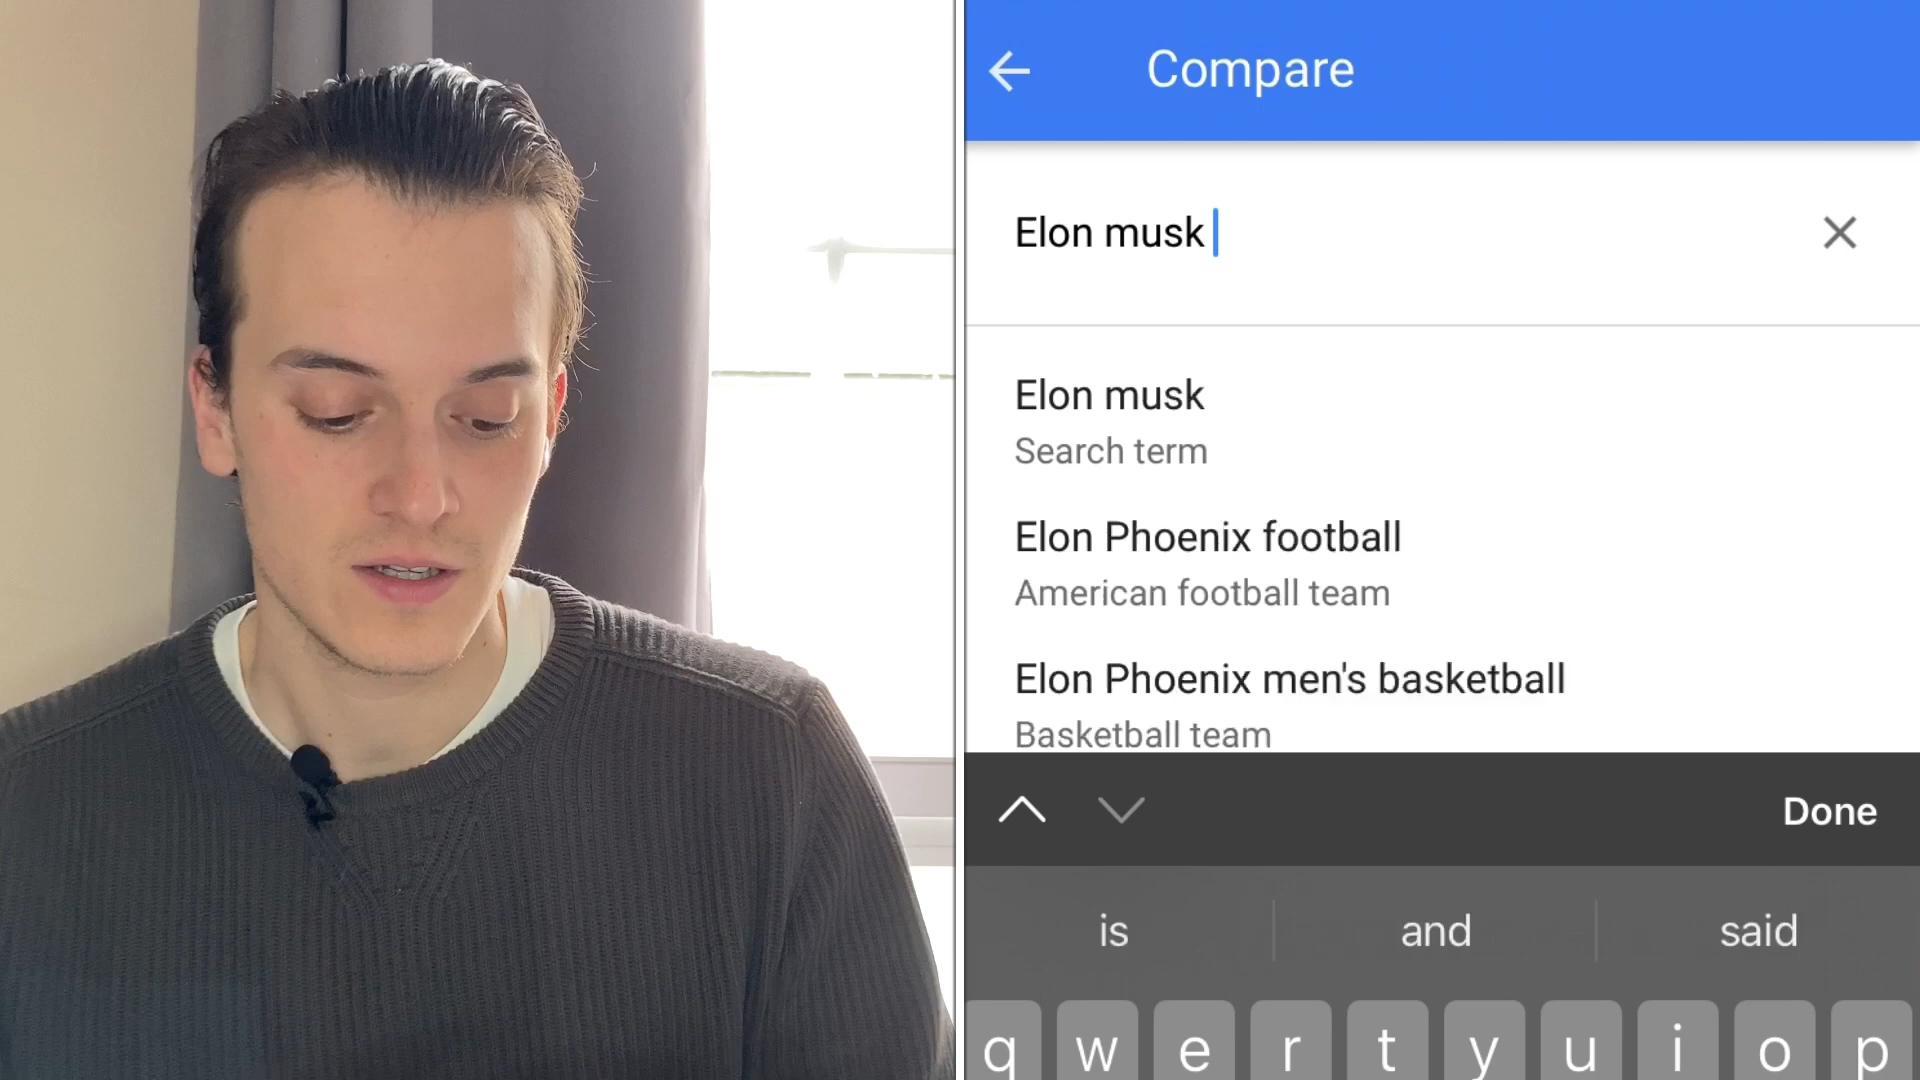 Compare
Elon musk
Elon musk
Search term
Elon Phoenix football
American football team
Elon Phoenix men's basketball
Basketball team
Done
is and said
q w e r t y u i o p